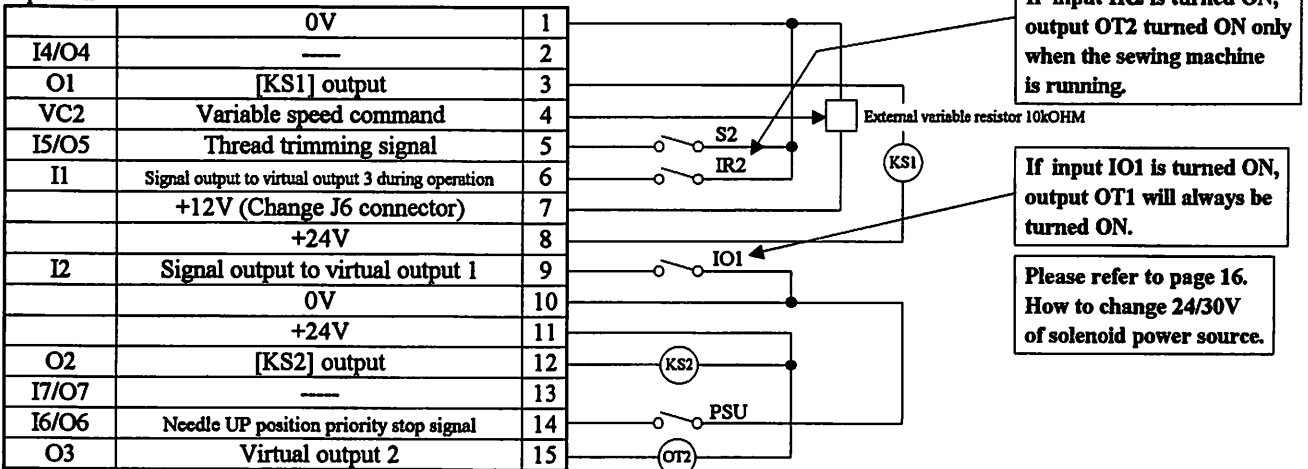 0V 1
I4/O4 ----- 2
O1 [KS1] output 3
VC2 Variable speed command 4
I5/O5 Thread trimming signal 5
I1 Signal output to virtual output 3 during operation 6
+12V (Change J6 connector) 7
+24V 8
I2 Signal output to virtual output 1 9
0V 10
+24V 11
O2 [KS2] output 12
I7/O7 ----- 13
I6/O6 Needle UP position priority stop signal 14
O3 Virtual output 2 15
S2
IR2
IO1
KS2
PSU
OT2
External variable resistor 10kOHM
KS1
output OT2 turned ON only
when the sewing machine
is running.
If input IO1 is turned ON,
output OT1 will always be
turned ON.
Please refer to page 16.
How to change 24/30V
of solenoid power source.